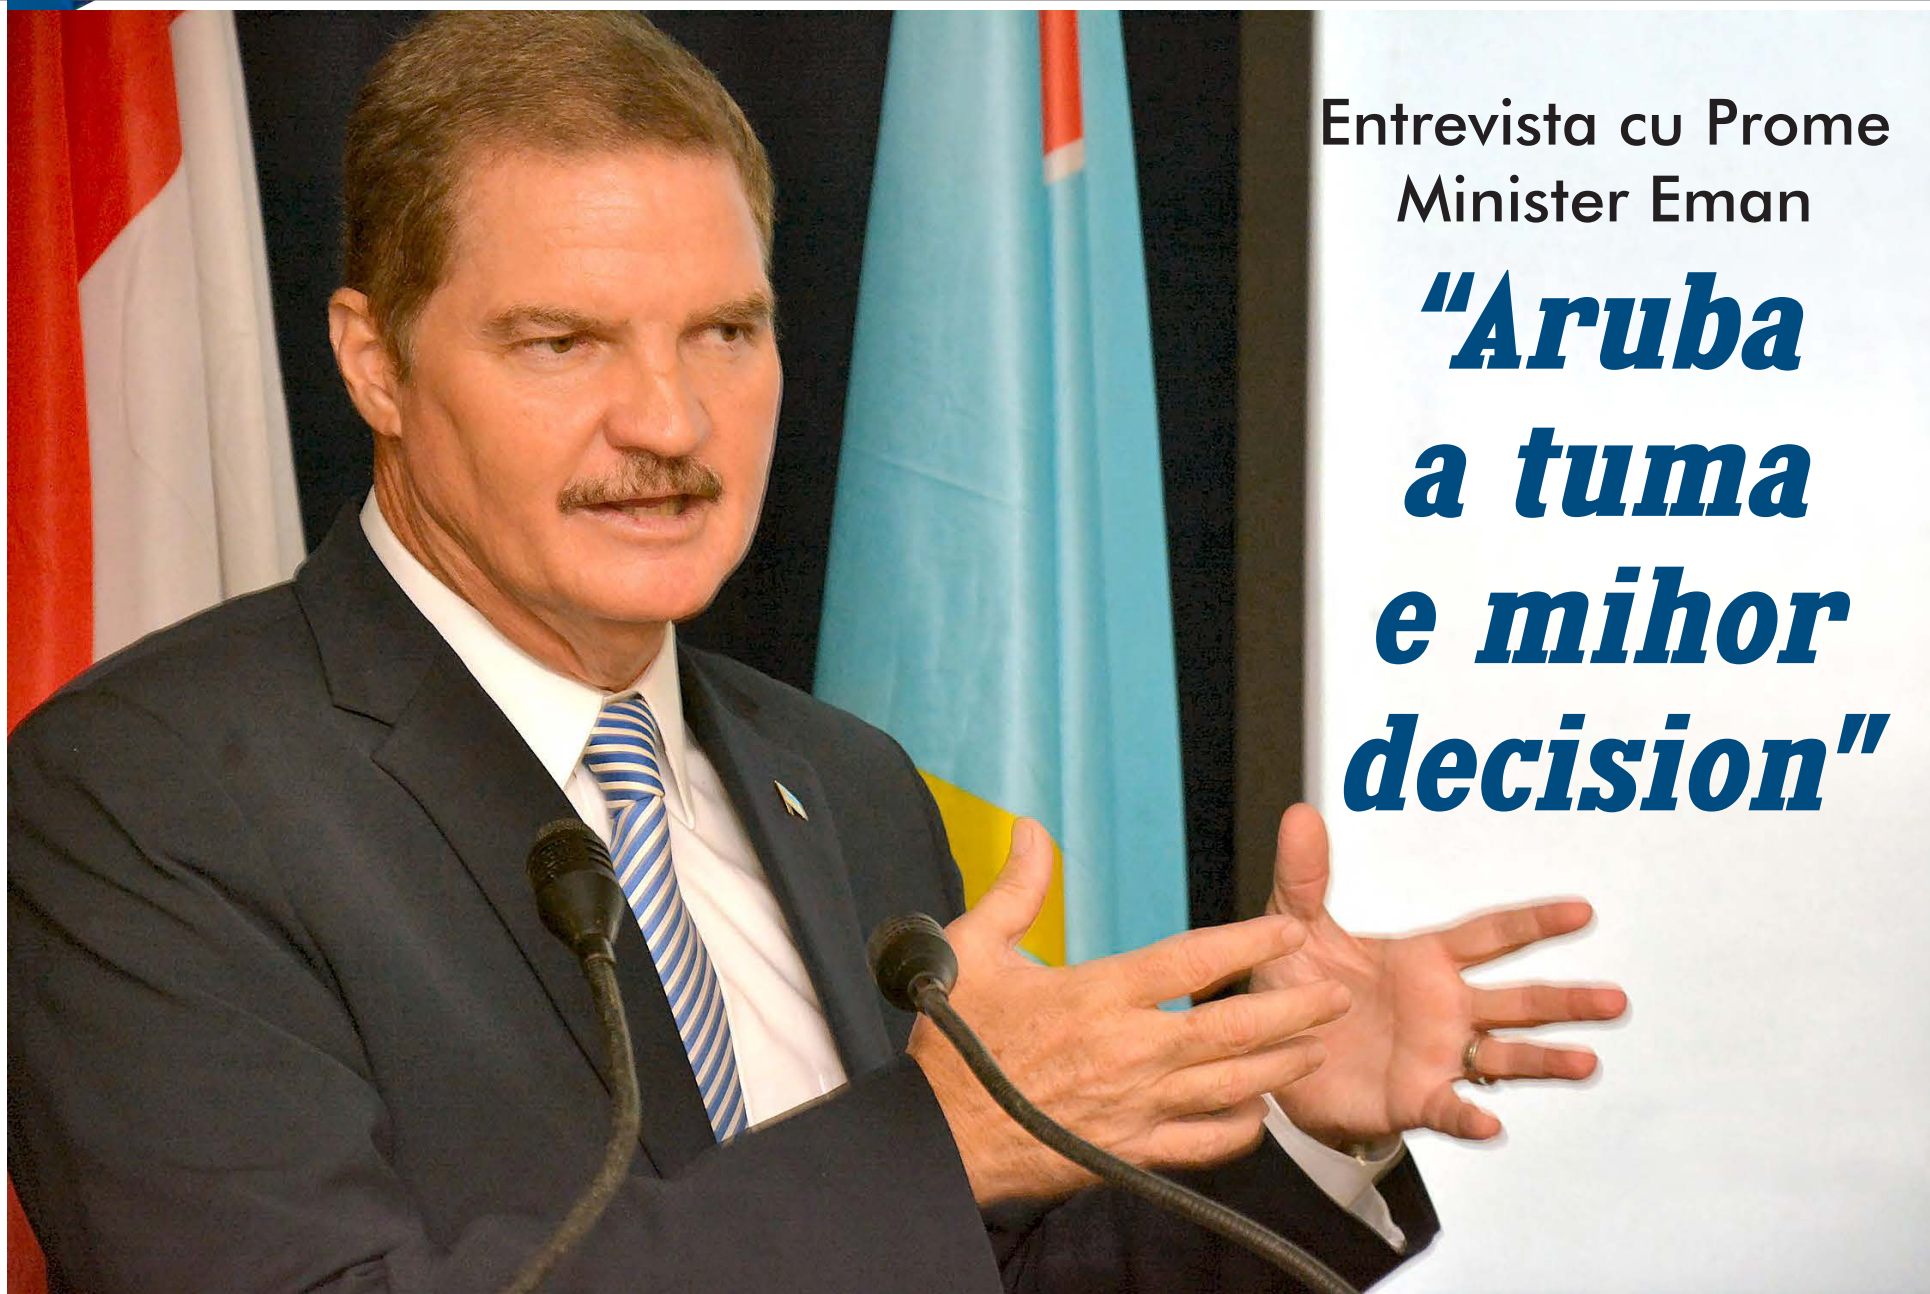 Entrevista cu Prome
Minister Eman
“Aruba
a tuma
e mihor
decision”